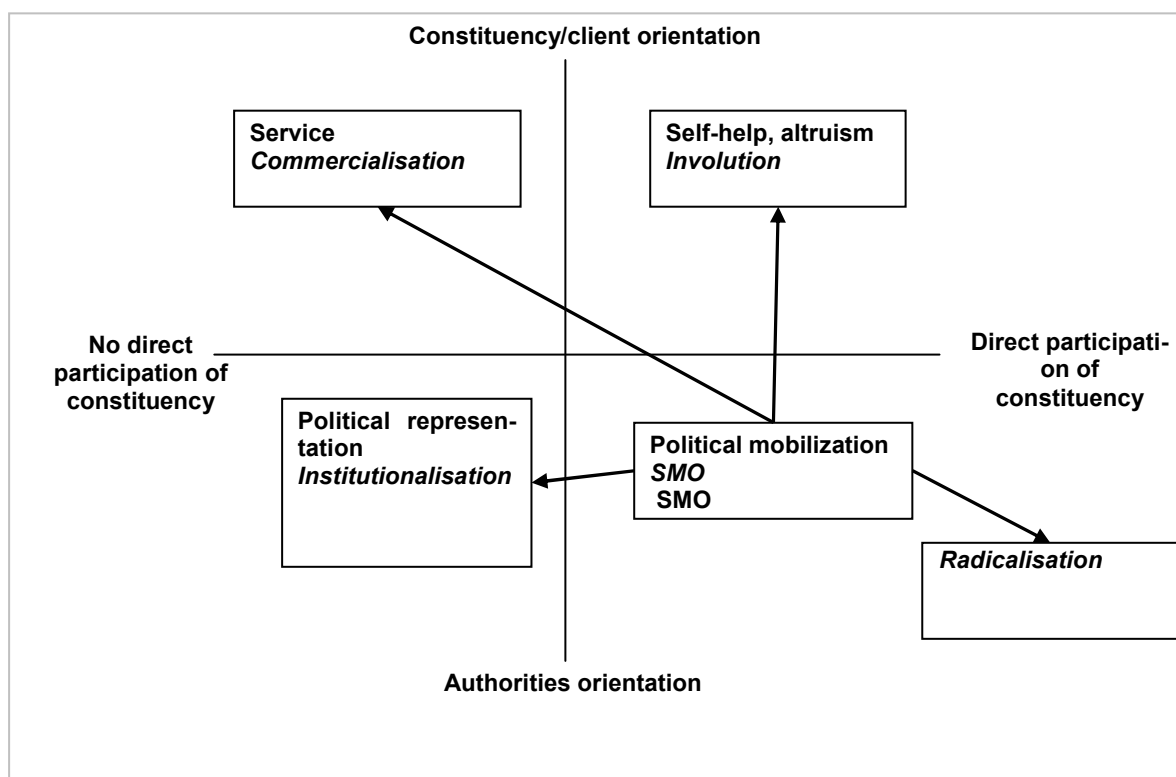 Constituency/client orientation
Service
Commercialisation
Self-help, altruism
Involution
No direct
participation of
constituency
Direct participati-
on of
constituency
Political represen-
tation
Institutionalisation
Political mobilization
SMO
SMO
Radicalisation
Authorities orientation